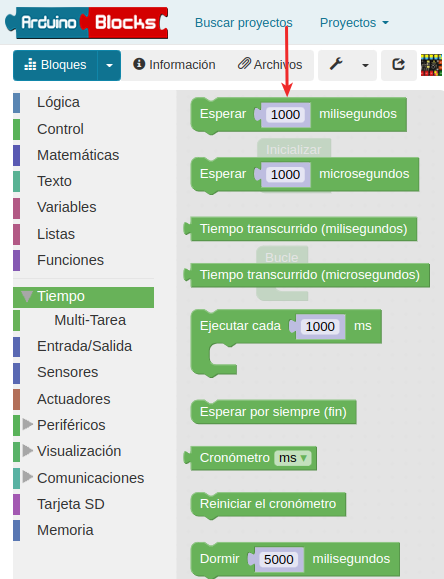 Arduino Blocks
Buscar proyectos
Proyectos
Bloques
Información
Archivos
Lógica
Control
Matemáticas
Texto
Variables
Listas
Funciones
Tiempo
Multi-Tarea
Entrada/Salida
Sensores
Actuadores
Periféricos
Visualización
Comunicaciones
Tarjeta SD
Memoria
Esperar 1000 milisegundos
Inicializar
Esperar 1000 microsegundos
Tiempo transcurrido (milisegundos)
Bucle
Tiempo transcurrido (microsegundos)
Ejecutar cada 1000 ms
Esperar por siempre (fin)
Cronómetro ms
Reiniciar el cronómetro
Dormir 5000 milisegundos